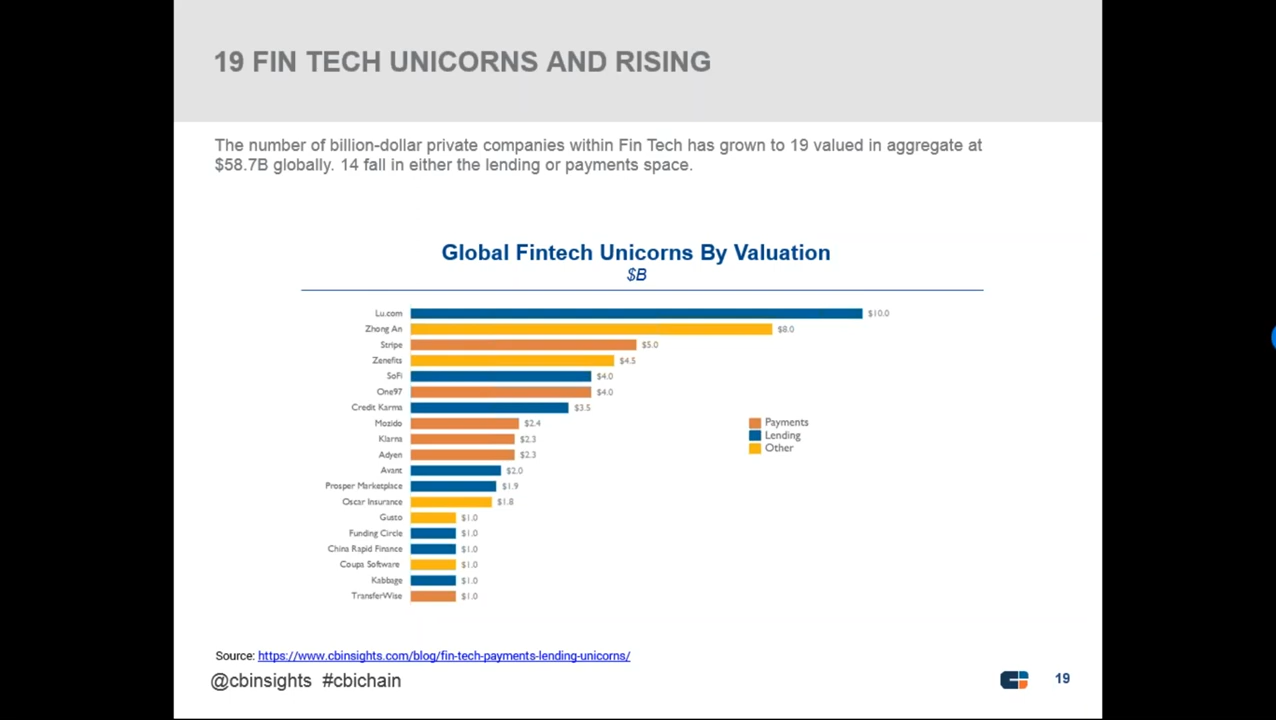 19 FIN TECH UNICORNS AND RISING
The number of billion-dollar private companies within Fin Tech has grown to 19 valued in aggregate at
$58.7B globally. 14 fall in either the lending or payments space.
Global Fintech Unicorns By Valuation
$B
Lu.com $10.0
Zhong An $8.0
Stripe $5.0
Zenefits $4.5
SoFi $4.0
One97 $4.0
Credit Karma $3.5
Mozido $2.4
Klarna $2.3
Adyen $2.3
Avant $2.0
Prosper Marketplace $1.9
Oscar Insurance $1.8
Gusto $1.0
Funding Circle $1.0
China Rapid Finance $1.0
Coupa Software $1.0
Kabbage $1.0
TransferWise $1.0
Payments
Lending
Other
Source: https://www.cbinsights.com/blog/fin-tech-payments-lending-unicorns/
@cbinsights #cbichain
19